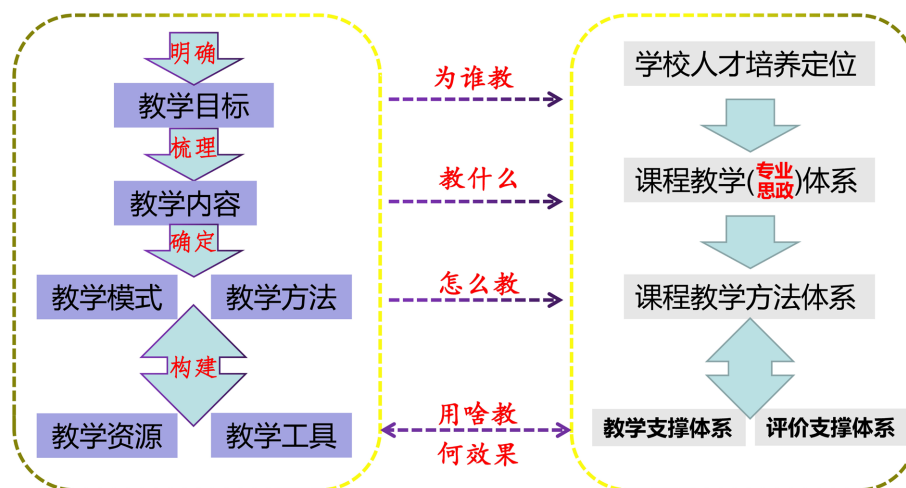 明确
教学目标
梳理
教学内容
确定
教学模式
教学方法
构建
教学资源
教学工具
为谁教
教什么
怎么教
用啥教
何效果
学校人才培养定位
课程教学(专业思政)体系
课程教学方法体系
教学支撑体系
评价支撑体系